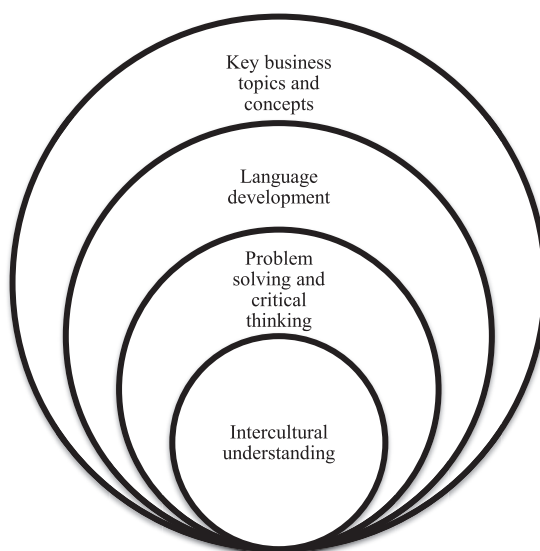 Key business
topics and
concepts
Language
development
Problem
solving and
critical
thinking
Intercultural
understanding